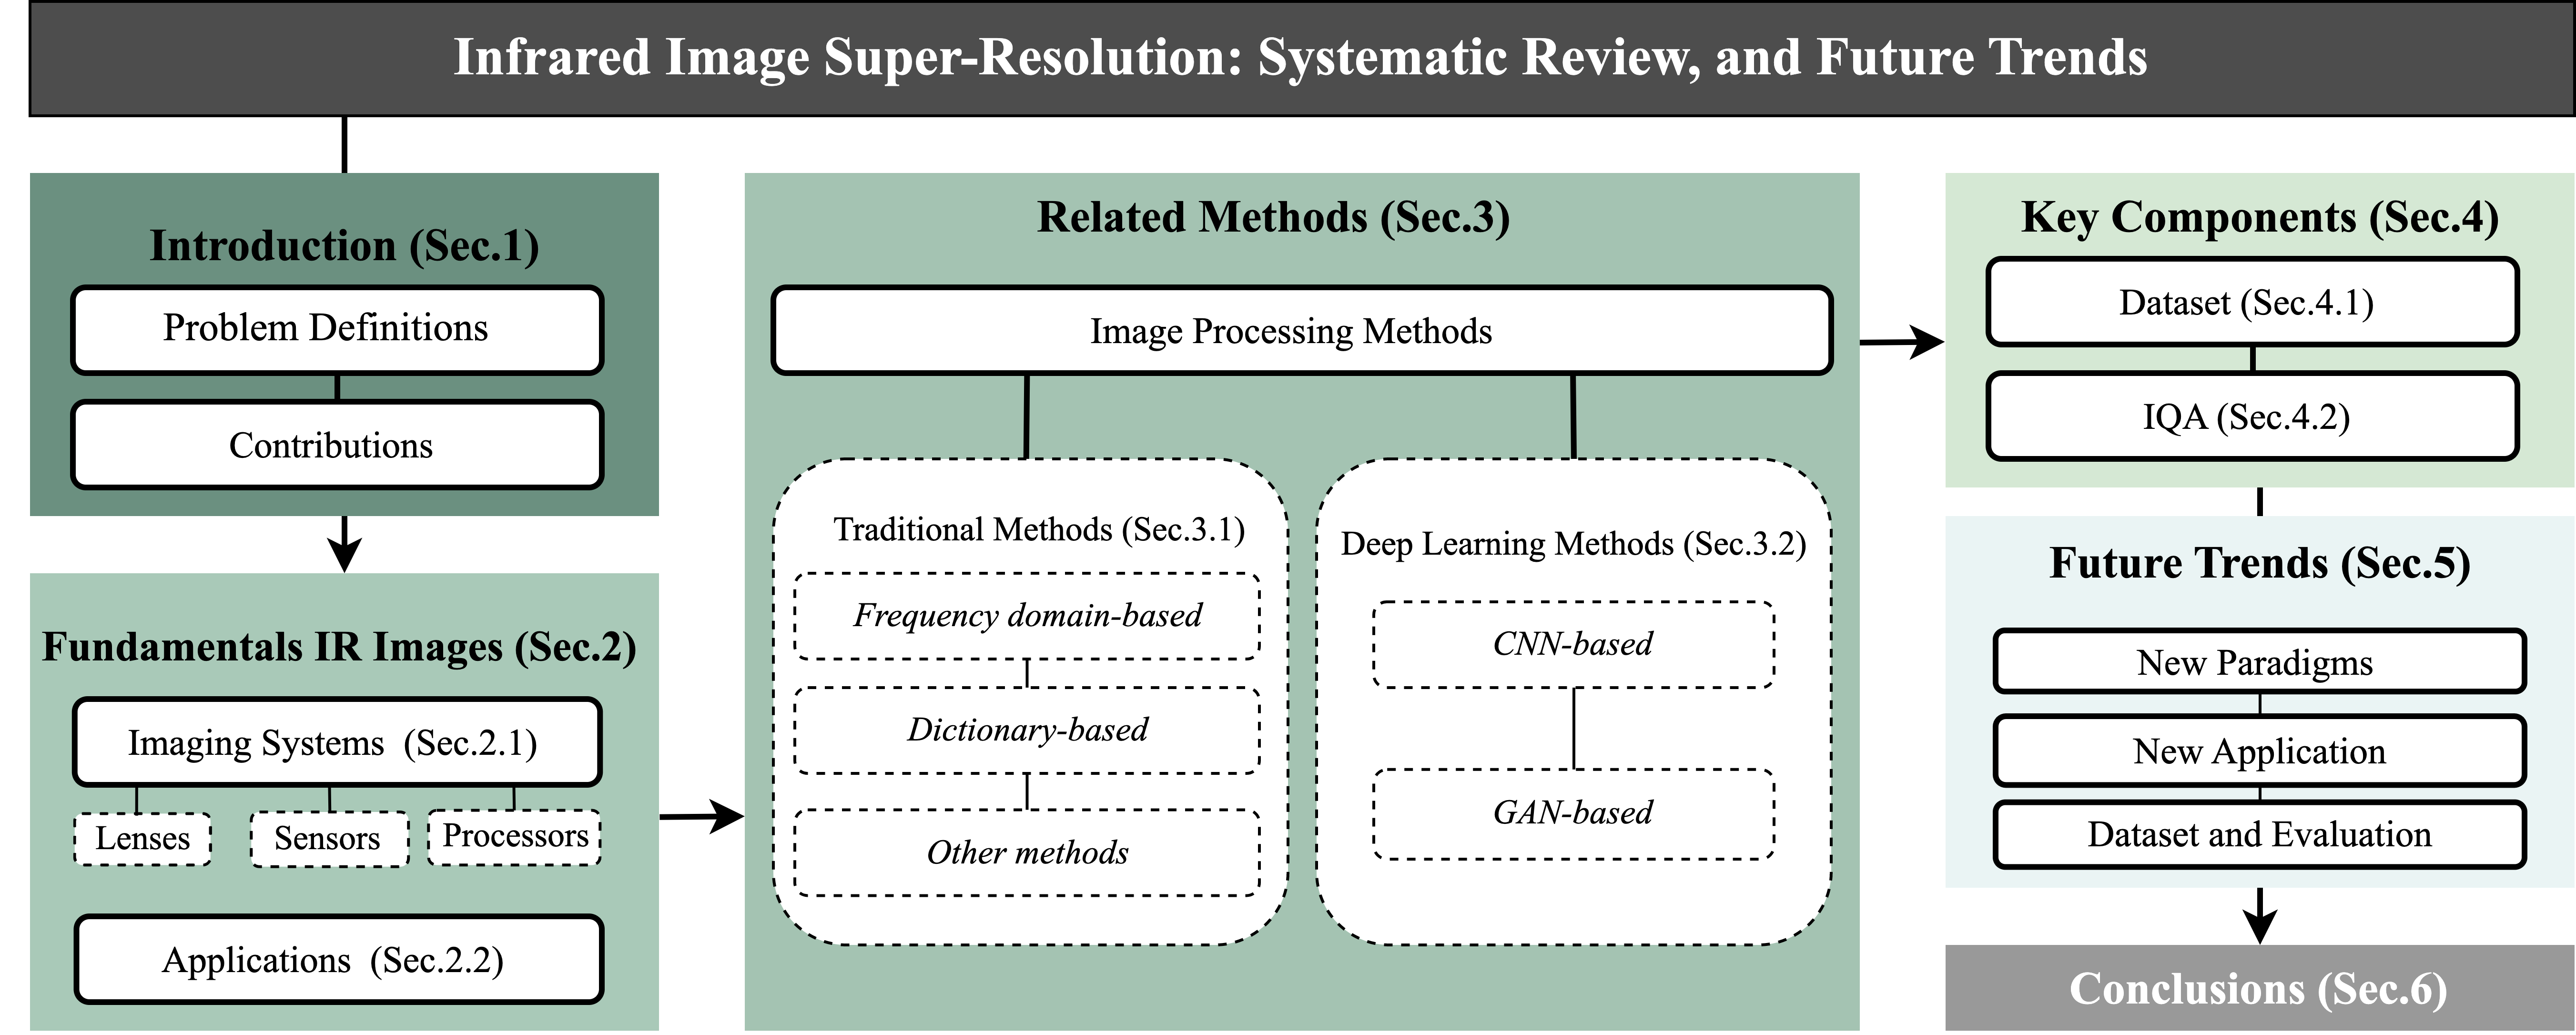 Infrared Image Super-Resolution: Systematic Review, and Future Trends
Introduction (Sec.1)
Problem Definitions
Contributions
Fundamentals IR Images (Sec.2)
Imaging Systems (Sec.2.1)
Lenses
Sensors
Processors
Applications (Sec.2.2)
Related Methods (Sec.3)
Image Processing Methods
Traditional Methods (Sec.3.1)
Frequency domain-based
Dictionary-based
Other methods
Deep Learning Methods (Sec.3.2)
CNN-based
GAN-based
Key Components (Sec.4)
Dataset (Sec.4.1)
IQA (Sec.4.2)
Future Trends (Sec.5)
New Paradigms
New Application
Dataset and Evaluation
Conclusions (Sec.6)